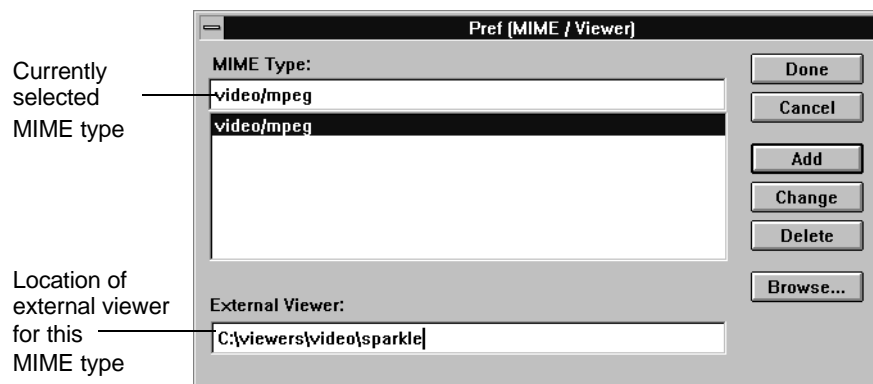 Pref (MIME / Viewer)
Currently
selected
MIME type
MIME Type:
video/mpeg
video/mpeg
Done
Cancel
Add
Change
Delete
Browse...
Location of
external viewer
for this
MIME type
External Viewer:
C:\viewers\video\sparkle